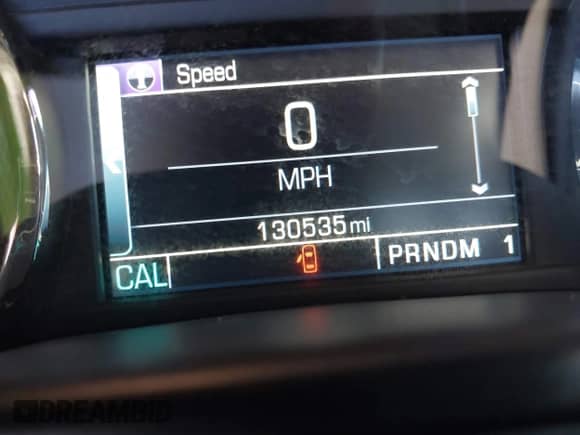 Speed
0
MPH
130535 mi
CAL
PRNDM 1
DREAMBID